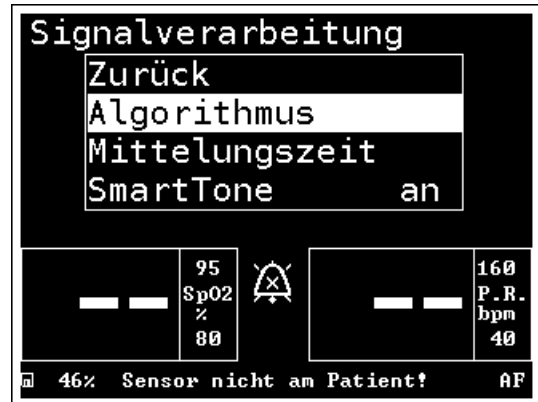 Signalverarbeitung
Zurück
Algorithmus
Mittelungszeit
SmartTone an
95
SpO2
%
80
160
P.R.
bpm
40
46% Sensor nicht am Patient! AF